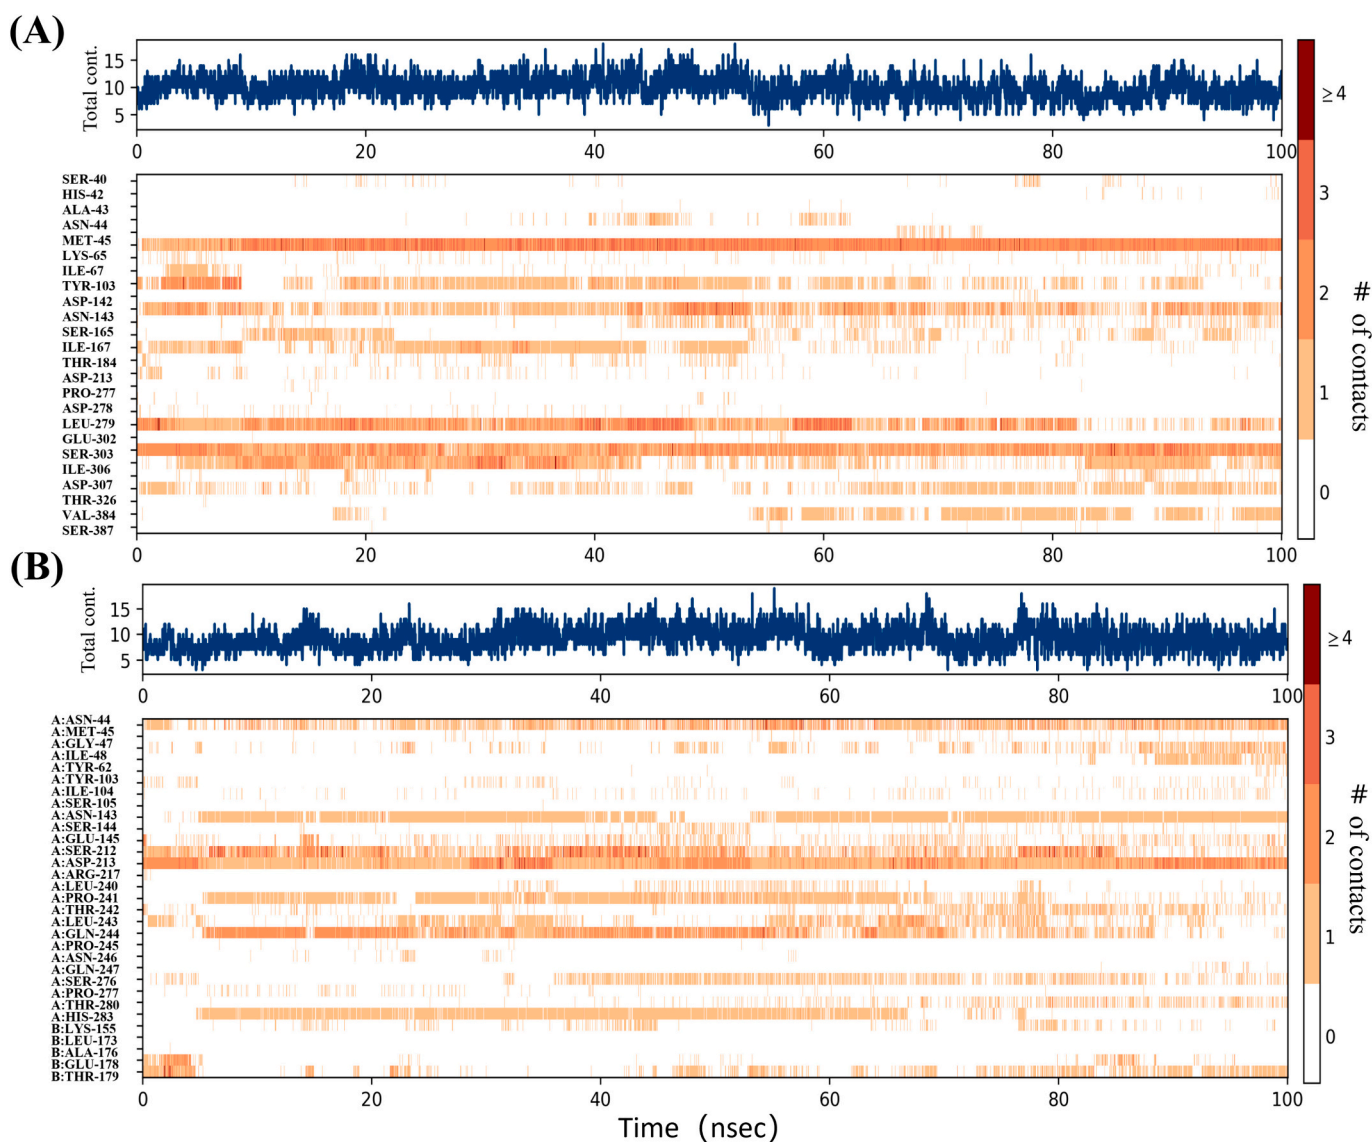 (A)
Total cont.
15
10
5
0 20 40 60 80 100
SER-40
HIS-42
ALA-43
ASN-44
MET-45
LYS-65
ILE-67
TYR-103
ASP-142
ASN-143
SER-165
ILE-167
THR-184
ASP-213
PRO-277
ASP-278
LEU-279
GLU-302
SER-303
ILE-306
ASP-307
THR-326
VAL-384
SER-387
0 20 40 60 80 100
≥4
3
2
1
0
# of contacts
(B)
Total cont.
15
10
5
0 20 40 60 80 100
A:ASN-44
A:MET-45
A:GLY-47
A:ILE-48
A:TYR-62
A:TYR-103
A:ILE-104
A:SER-105
A:ASN-143
A:SER-144
A:GLU-145
A:SER-212
A:ASP-213
A:ARG-217
A:LEU-240
A:PRO-241
A:THR-242
A:LEU-243
A:GLN-244
A:PRO-245
A:ASN-246
A:GLN-247
A:SER-276
A:PRO-277
A:THR-280
A:HIS-283
B:LYS-155
B:LEU-173
B:ALA-176
B:GLU-178
B:THR-179
0 20 40 60 80 100
Time (nsec)
≥4
3
2
1
0
# of contacts